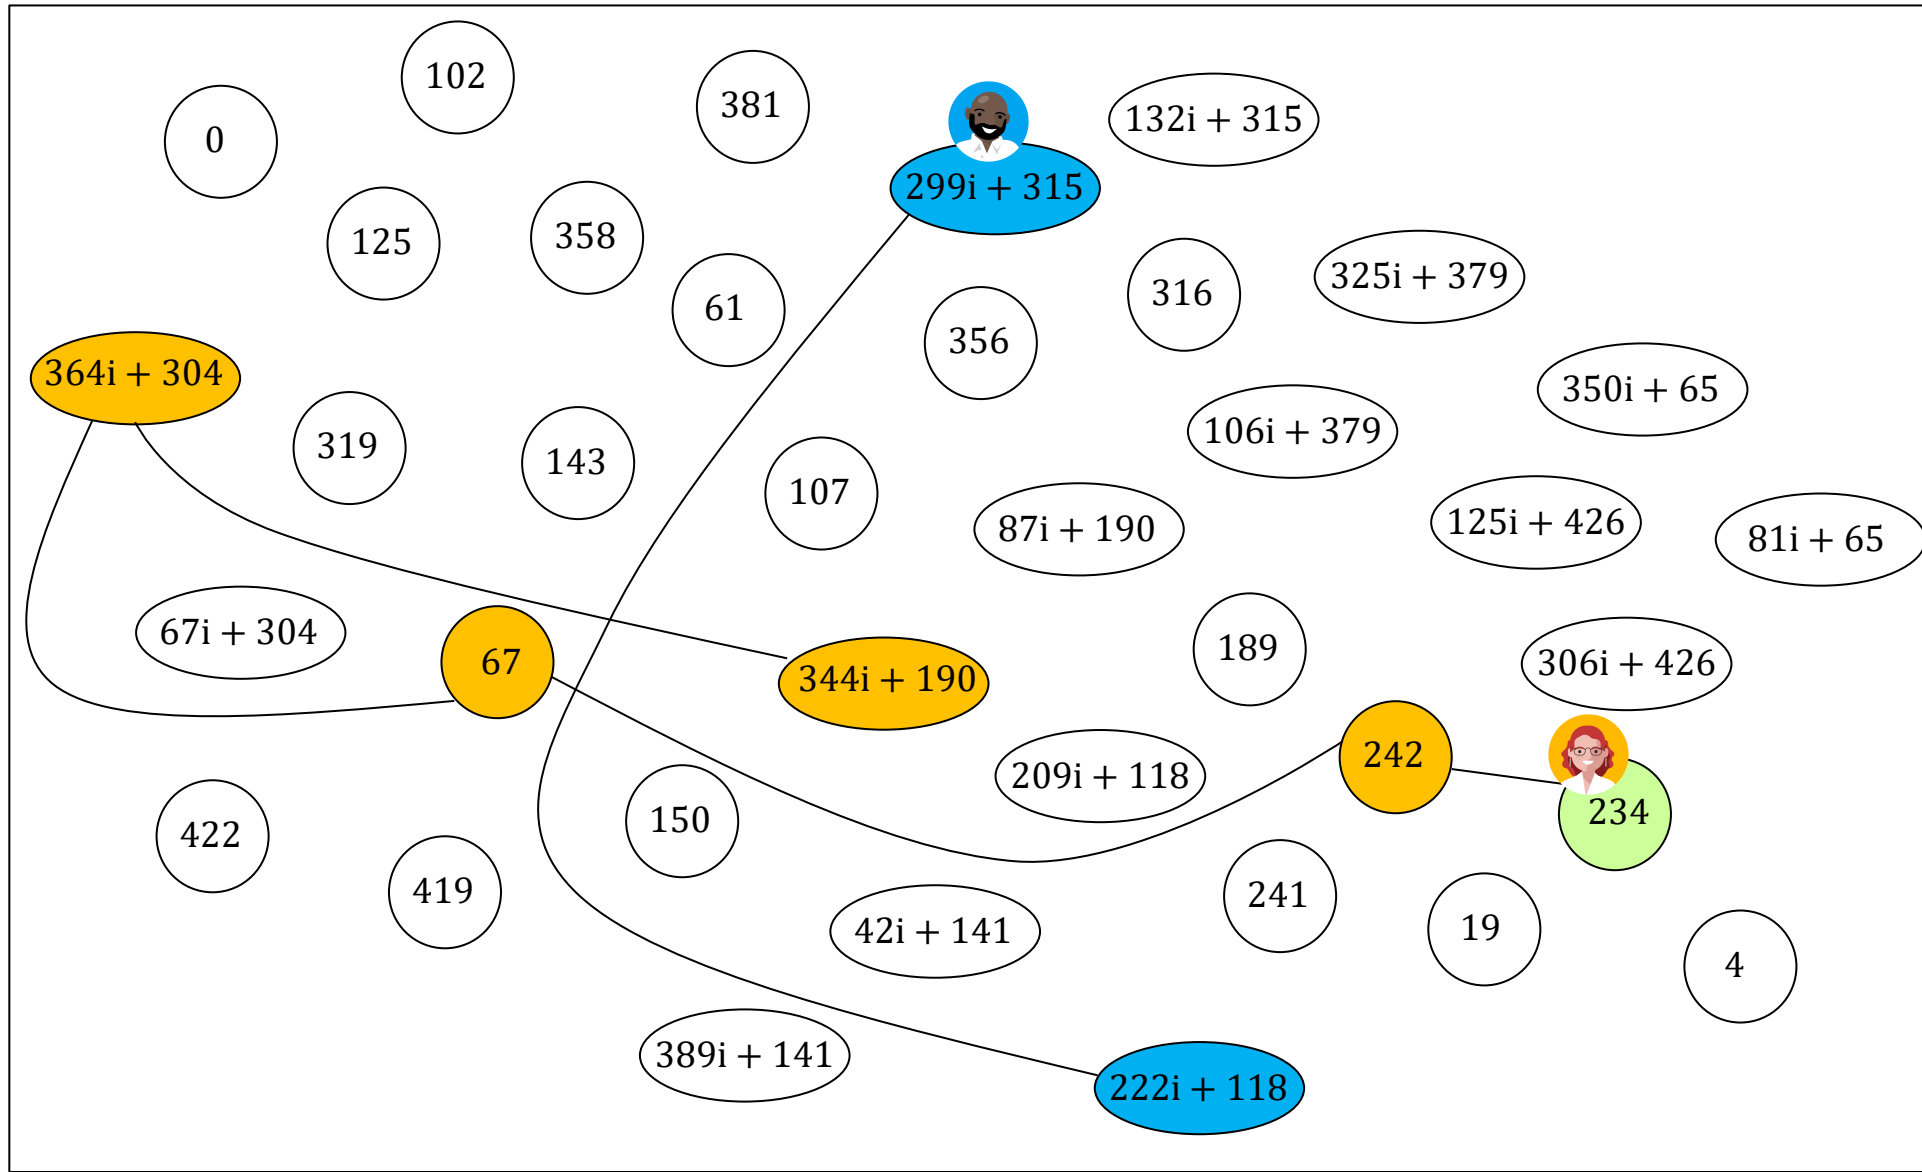 102
381
132i + 315
0
299i + 315
125
358
325i + 379
316
61
356
364i + 304
350i + 65
106i + 379
319
143
107
87i + 190
125i + 426
81i + 65
67i + 304
67
189
306i + 426
344i + 190
242
209i + 118
234
150
422
419
241
42i + 141
19
4
389i + 141
222i + 118